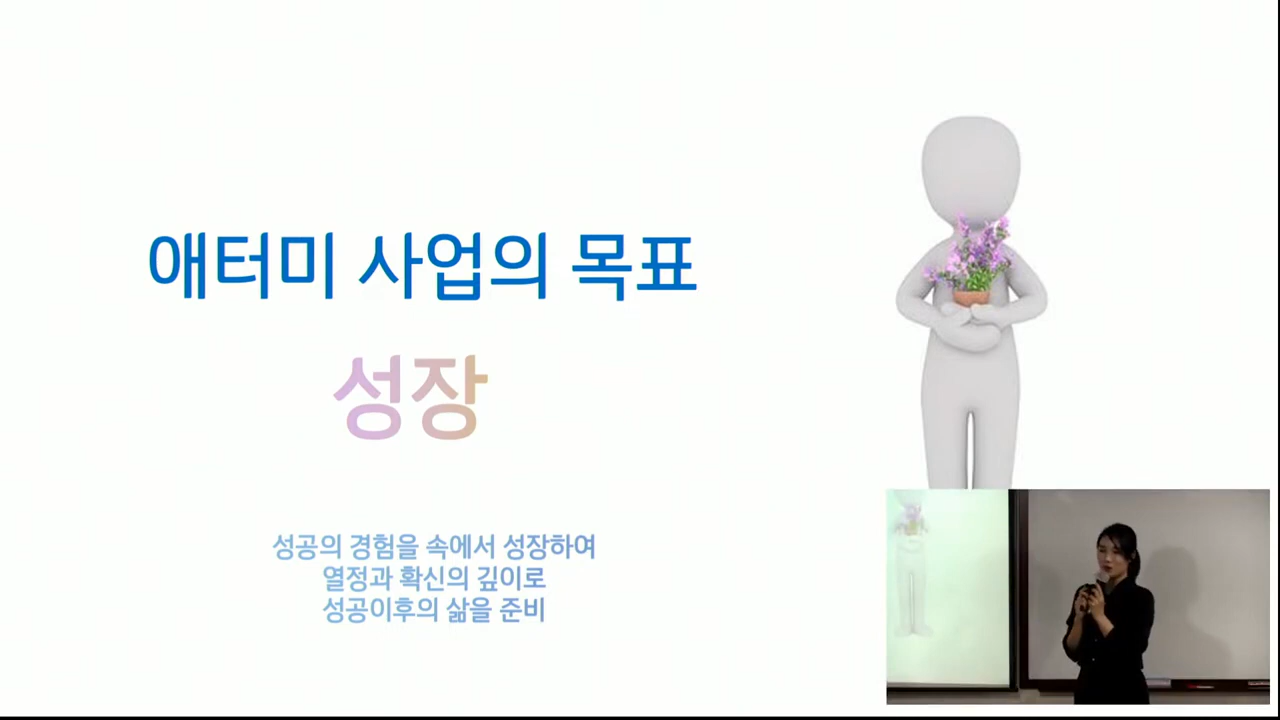 애터미 사업의 목표
성장
성공의 경험을 속에서 성장하여
열정과 확신의 깊이로
성공이후의 삶을 준비